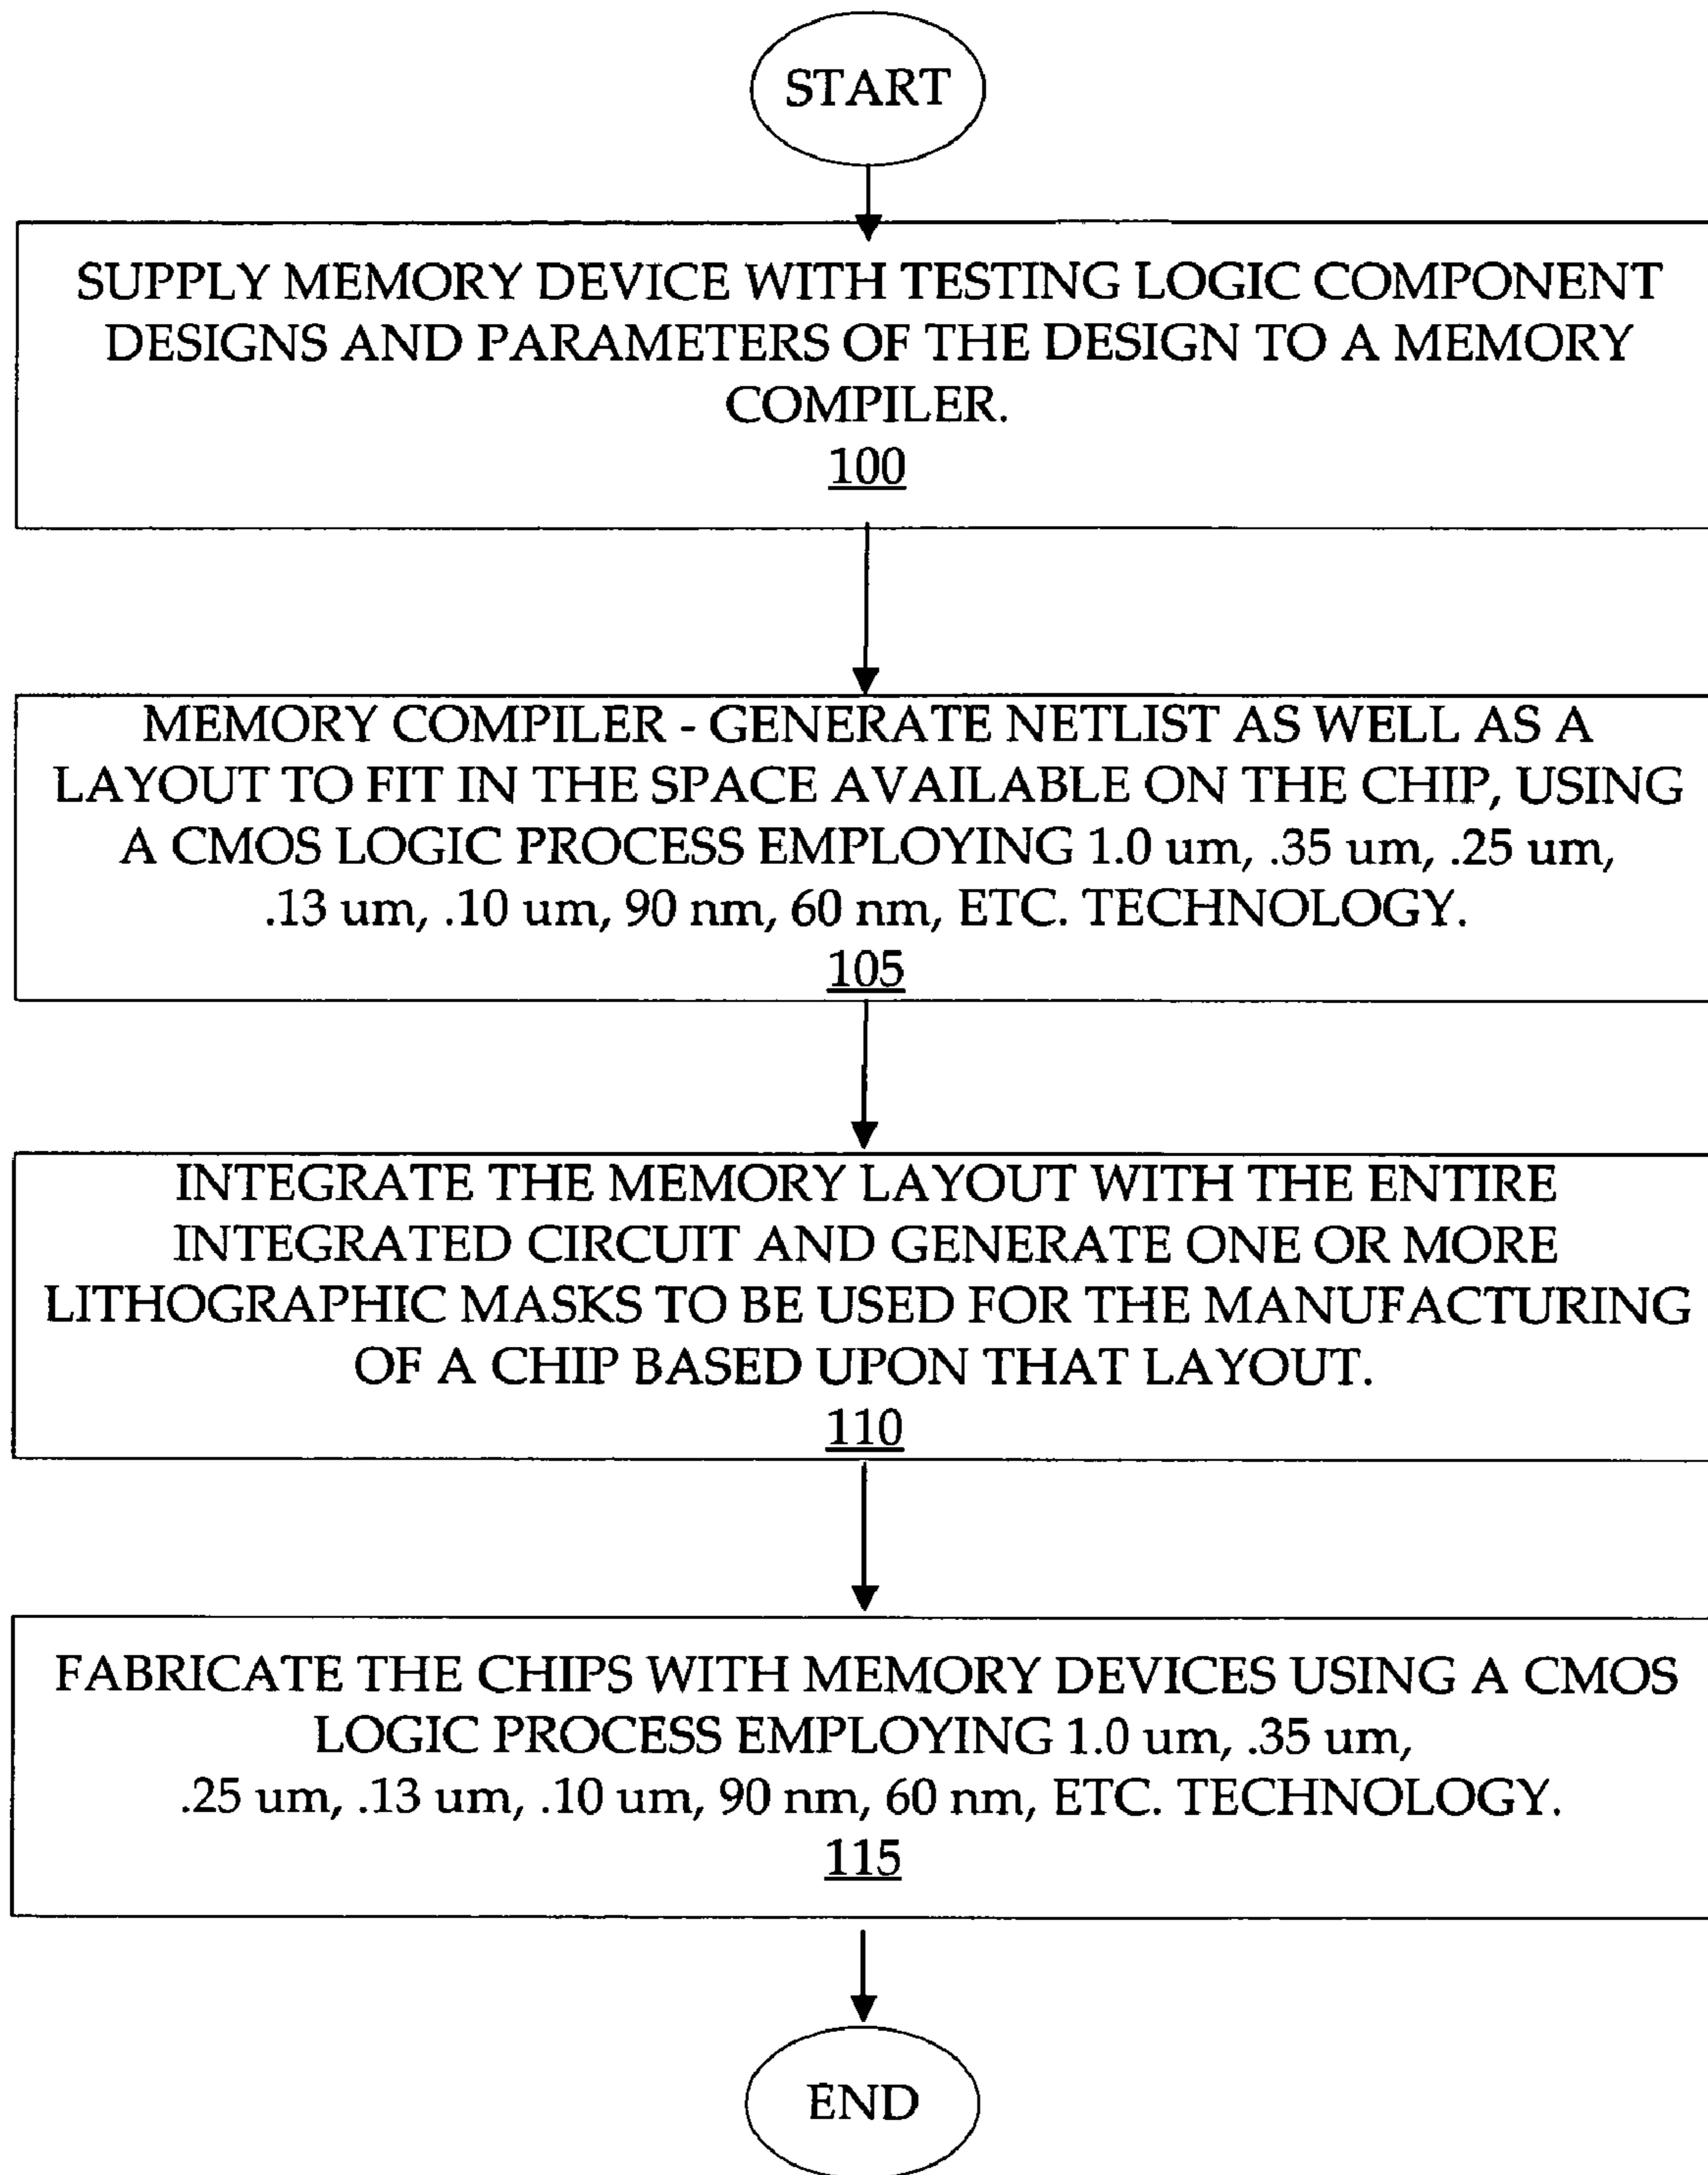 START
SUPPLY MEMORY DEVICE WITH TESTING LOGIC COMPONENT
DESIGNS AND PARAMETERS OF THE DESIGN TO A MEMORY
COMPILER.
100
MEMORY COMPILER - GENERATE NETLIST AS WELL AS A
LAYOUT TO FIT IN THE SPACE AVAILABLE ON THE CHIP, USING
A CMOS LOGIC PROCESS EMPLOYING 1.0 um, .35 um, .25 um,
.13 um, .10 um, 90 nm, 60 nm, ETC. TECHNOLOGY.
105
INTEGRATE THE MEMORY LAYOUT WITH THE ENTIRE
INTEGRATED CIRCUIT AND GENERATE ONE OR MORE
LITHOGRAPHIC MASKS TO BE USED FOR THE MANUFACTURING
OF A CHIP BASED UPON THAT LAYOUT.
110
FABRICATE THE CHIPS WITH MEMORY DEVICES USING A CMOS
LOGIC PROCESS EMPLOYING 1.0 um, .35 um,
.25 um, .13 um, .10 um, 90 nm, 60 nm, ETC. TECHNOLOGY.
115
END